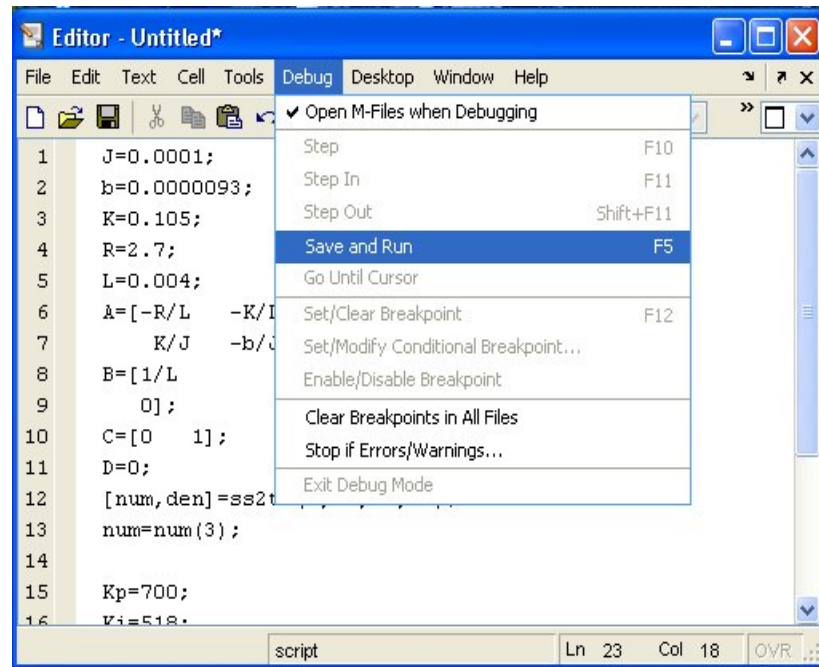 Editor - Untitled*
File Edit Text Cell Tools Debug Desktop Window Help
✔ Open M-Files when Debugging
Step F10
Step In F11
Step Out Shift+F11
Save and Run F5
Go Until Cursor
Set/Clear Breakpoint F12
Set/Modify Conditional Breakpoint...
Enable/Disable Breakpoint
Clear Breakpoints in All Files
Stop if Errors/Warnings...
Exit Debug Mode
1 J=0.0001;
2 b=0.0000093;
3 K=0.105;
4 R=2.7;
5 L=0.004;
6 A=[-R/L -K/
7 K/J -b/
8 B=[1/L
9 0];
10 C=[0 1];
11 D=0;
12 [num,den]=ss2t
13 num=num(3);
14
15 Kp=700;
16 Ki=518;
script Ln 23 Col 18 OVR